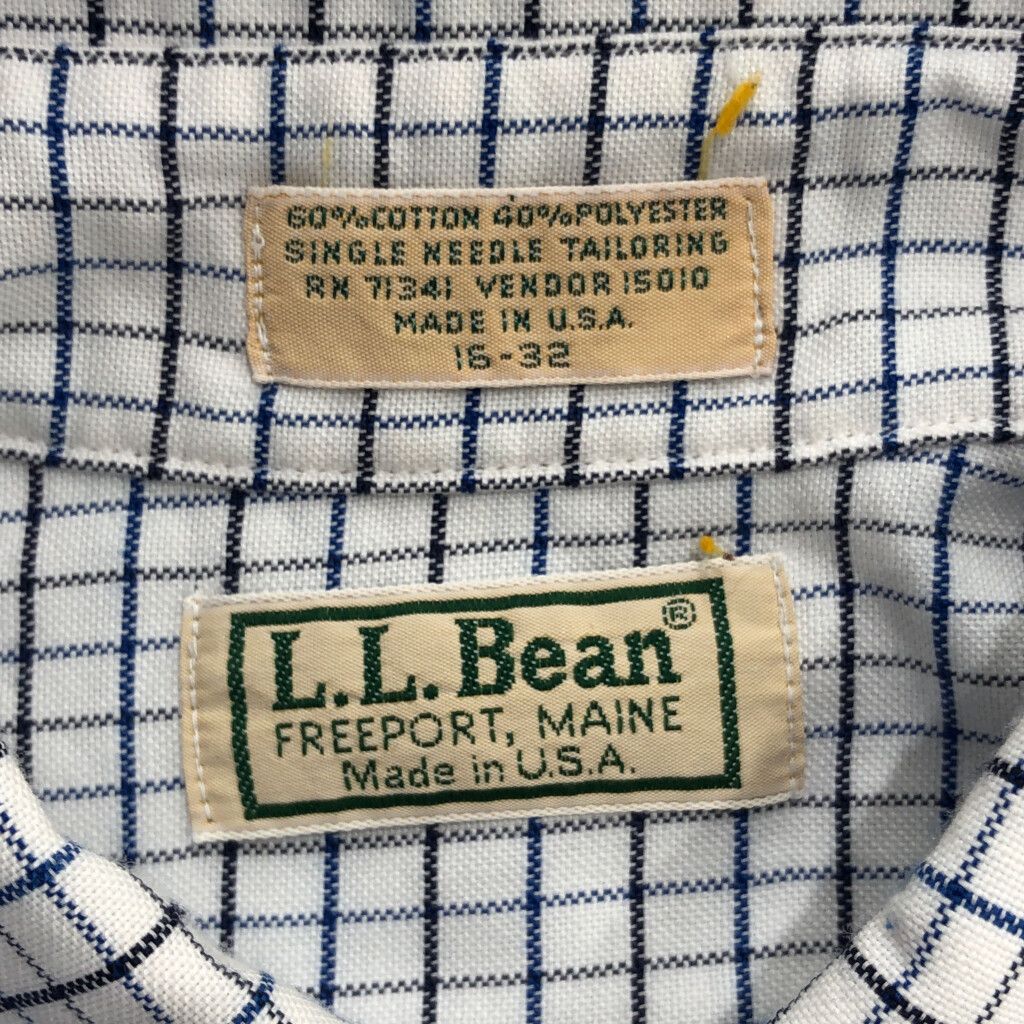 60%COTTON 40%POLYESTER
SINGLE NEEDLE TAILORING
RN 71341 VENDOR 15010
MADE IN U.S.A.
16-32
L.L.Bean®
FREEPORT, MAINE
Made in U.S.A.